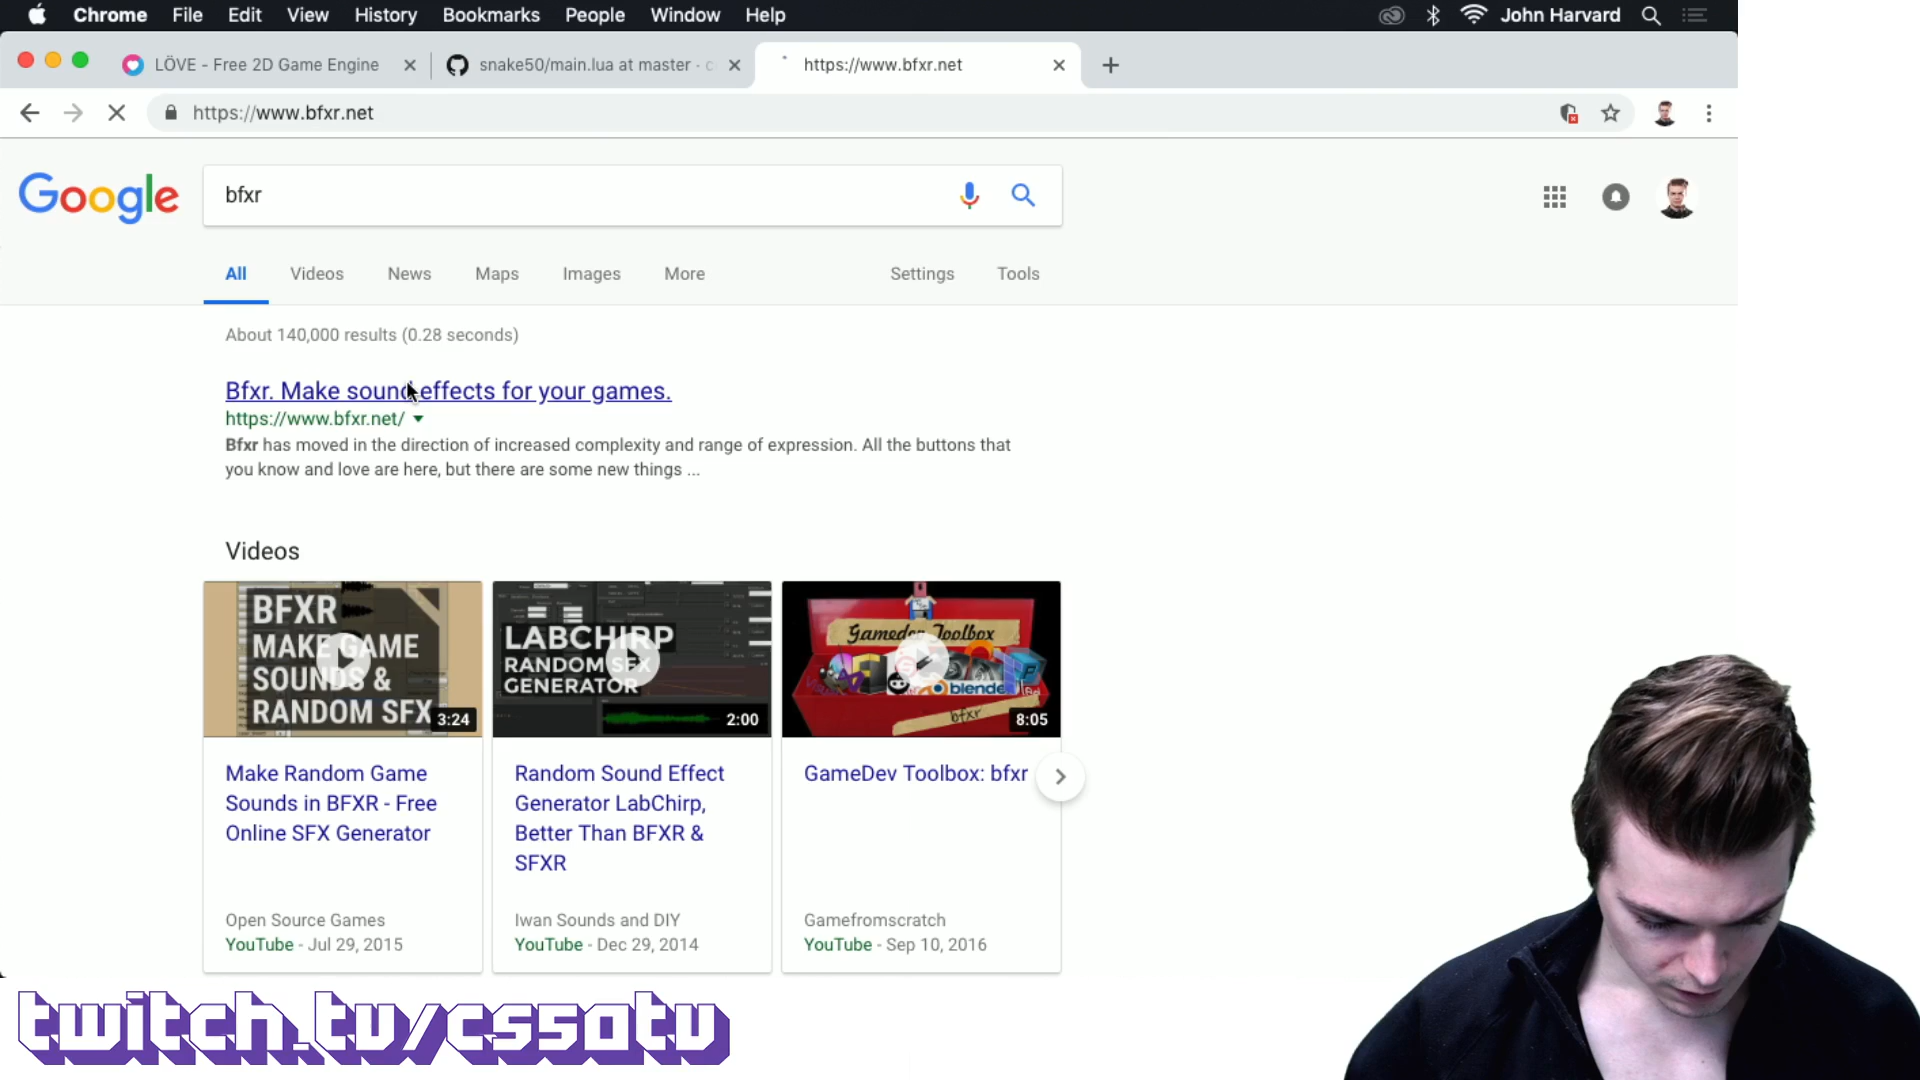 Chrome File Edit View History Bookmarks People Window Help John Harvard
LÖVE - Free 2D Game Engine
snake50/main.lua at master - c
https://www.bfxr.net
https://www.bfxr.net
Google
bfxr
All Videos News Maps Images More Settings Tools
About 140,000 results (0.28 seconds)
Bfxr. Make sound effects for your games.
https://www.bfxr.net/
Bfxr has moved in the direction of increased complexity and range of expression. All the buttons that
you know and love are here, but there are some new things ...
Videos
BFXR
MAKE GAME
SOUNDS &
RANDOM SFX
3:24
LABCHIRP
RANDOM SFX
GENERATOR
2:00
Gamedev Toolbox
blender
bfxr
8:05
Make Random Game
Sounds in BFXR - Free
Online SFX Generator
Open Source Games
YouTube - Jul 29, 2015
Random Sound Effect
Generator LabChirp,
Better Than BFXR &
SFXR
Iwan Sounds and DIY
YouTube - Dec 29, 2014
GameDev Toolbox: bfxr
Gamefromscratch
YouTube - Sep 10, 2016
twitch.tv/cs50tv